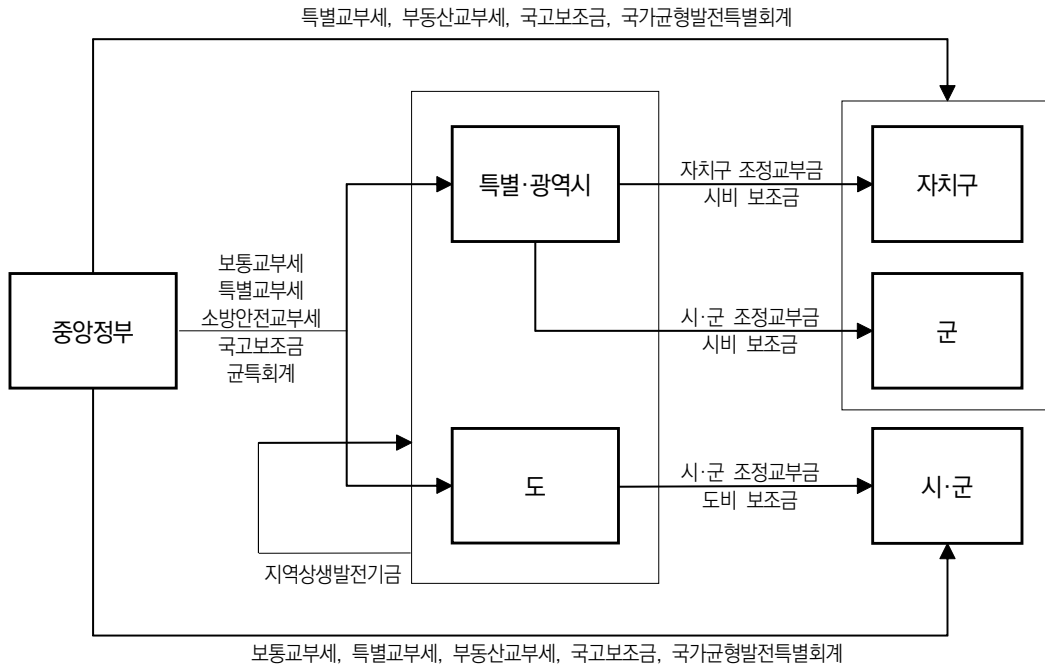 특별교부세, 부동산교부세, 국고보조금, 국가균형발전특별회계
특별·광역시
자치구 조정교부금
시비 보조금
자치구
중앙정부
보통교부세
특별교부세
소방안전교부세
국고보조금
균특회계
시·군 조정교부금
시비 보조금
군
도
시·군 조정교부금
도비 보조금
시·군
지역상생발전기금
보통교부세, 특별교부세, 부동산교부세, 국고보조금, 국가균형발전특별회계